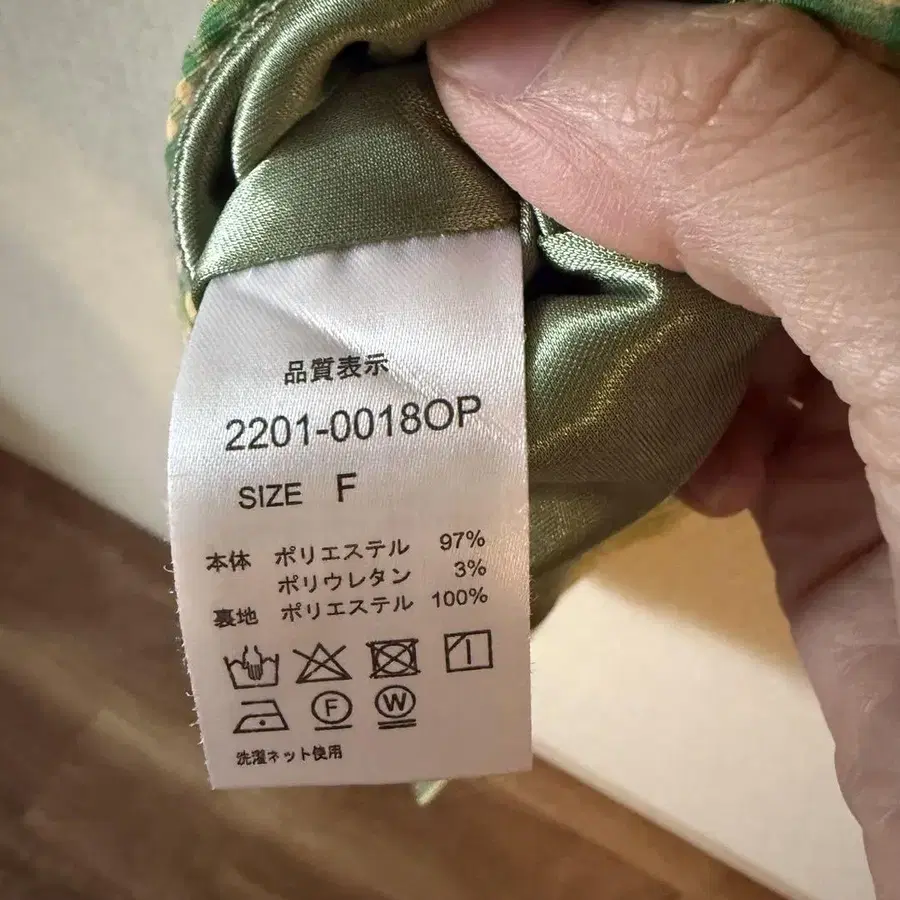 品質表示
2201-0018OP
SIZE F
本体 ポリエステル 97%
ポリウレタン 3%
裏地 ポリエステル 100%
F W
洗濯ネット使用